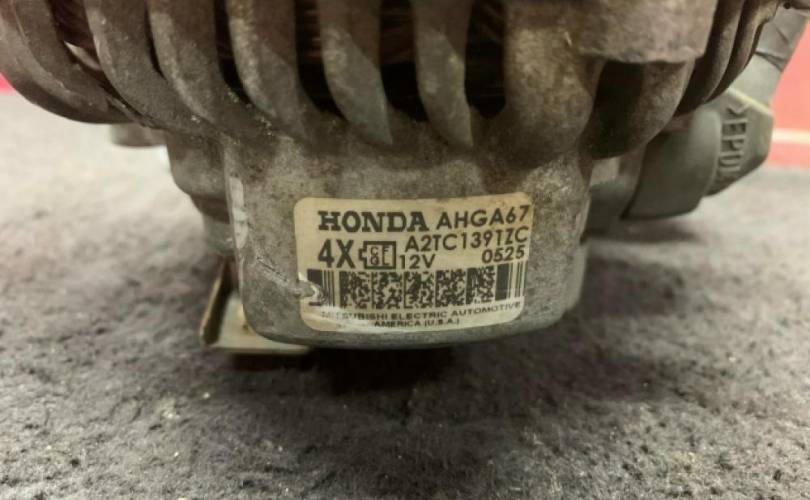 HONDA AHGA67
4X A2TC1391ZC
12V 0525
MITSUBISHI ELECTRIC AUTOMOTIVE
AMERICA (U.S.A.)